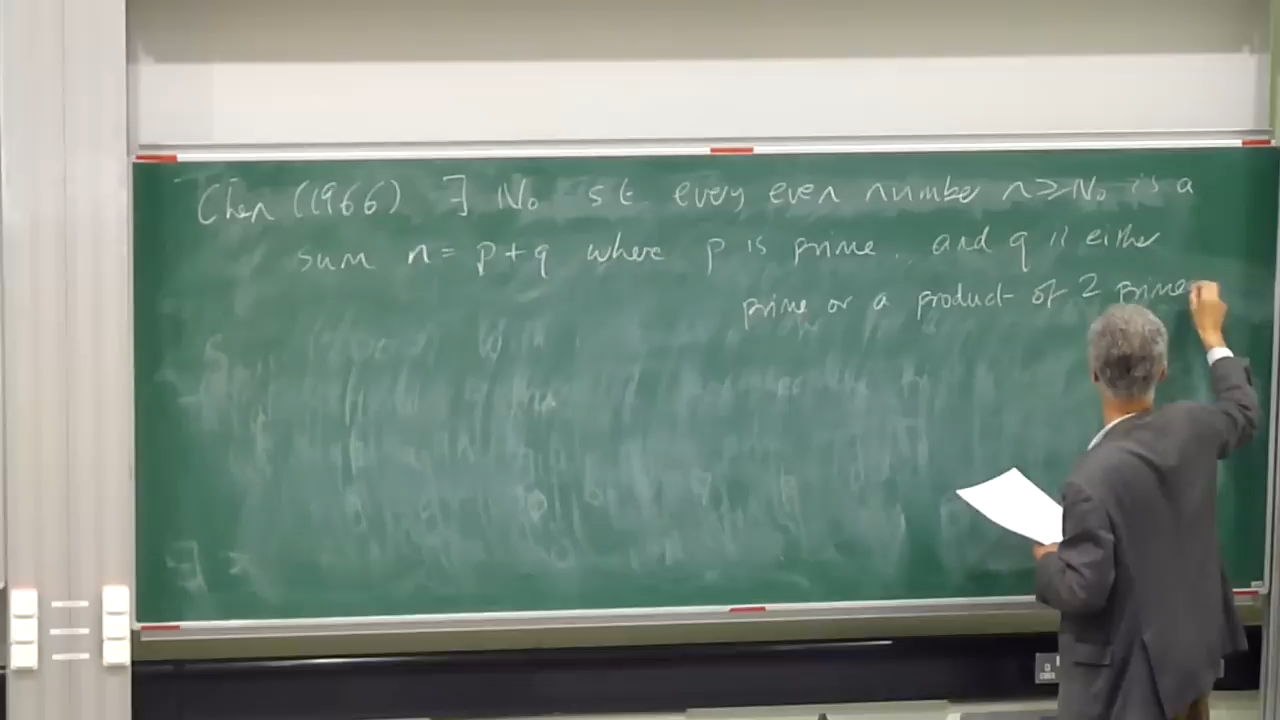 Chen (1966) ∃ N₀ st every even number n ≥ N₀ is a
sum n = p + q where p is prime, and q is either
prime or a product of 2 primes